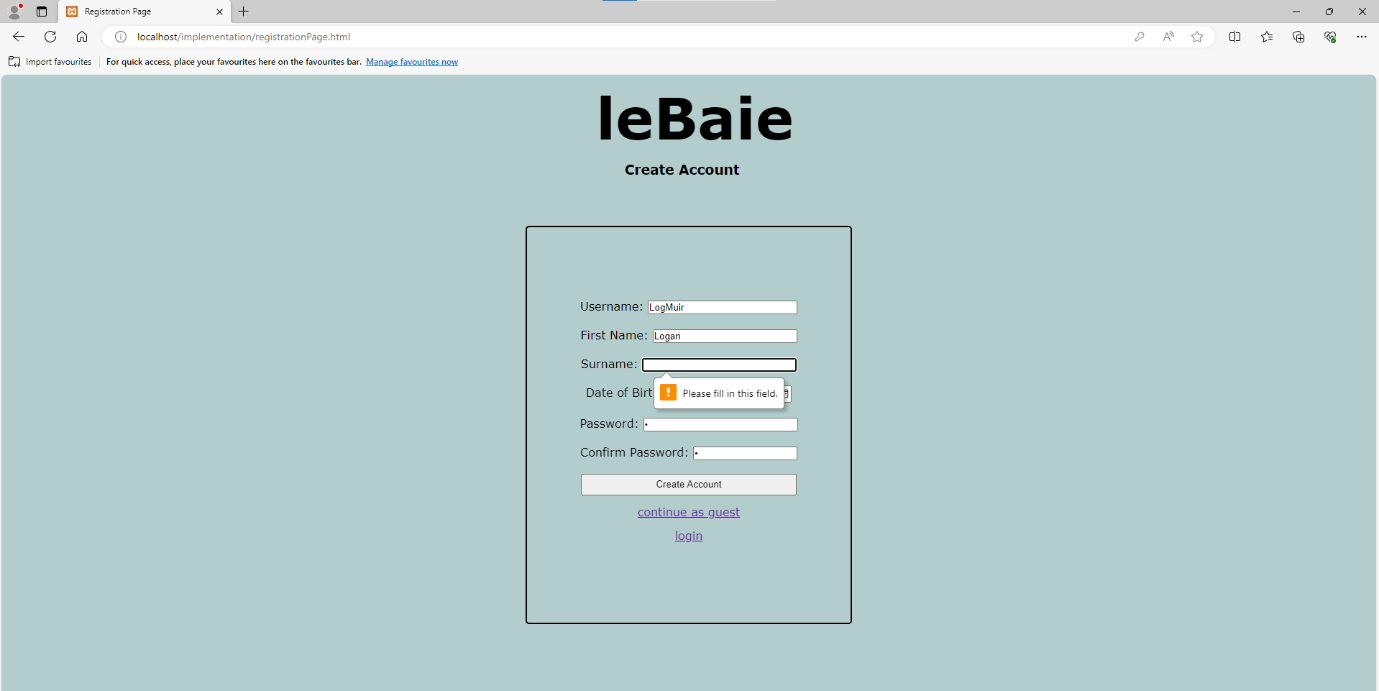 Registration Page
localhost/implementation/registrationPage.html
Import favourites For quick access, place your favourites here on the favourites bar. Manage favourites now
leBaie
Create Account
Username: LogMuir
First Name: Logan
Surname:
Date of Birt
Please fill in this field.
Password: •
Confirm Password: •
Create Account
continue as guest
login